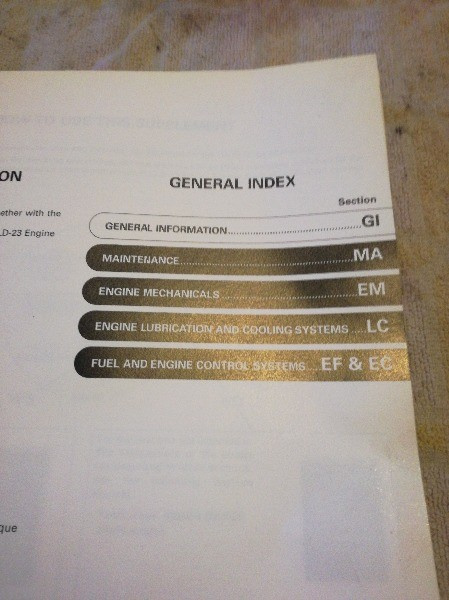 ON
GENERAL INDEX
Section
ether with the
LD-23 Engine
GENERAL INFORMATION..............................GI
MAINTENANCE..............................MA
ENGINE MECHANICALS..............................EM
ENGINE LUBRICATION AND COOLING SYSTEMS....LC
FUEL AND ENGINE CONTROL SYSTEMS...EF & EC
que